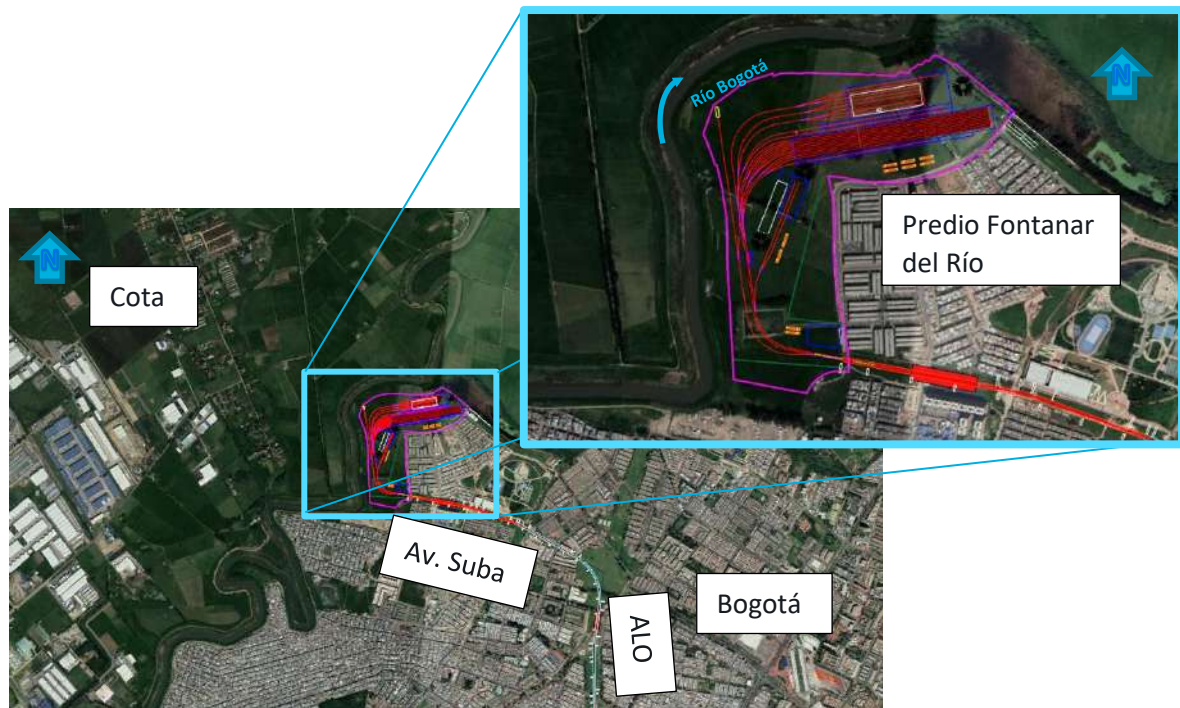 N
Río Bogotá
N
Predio Fontanar
del Río
Cota
Av. Suba
ALO
Bogotá